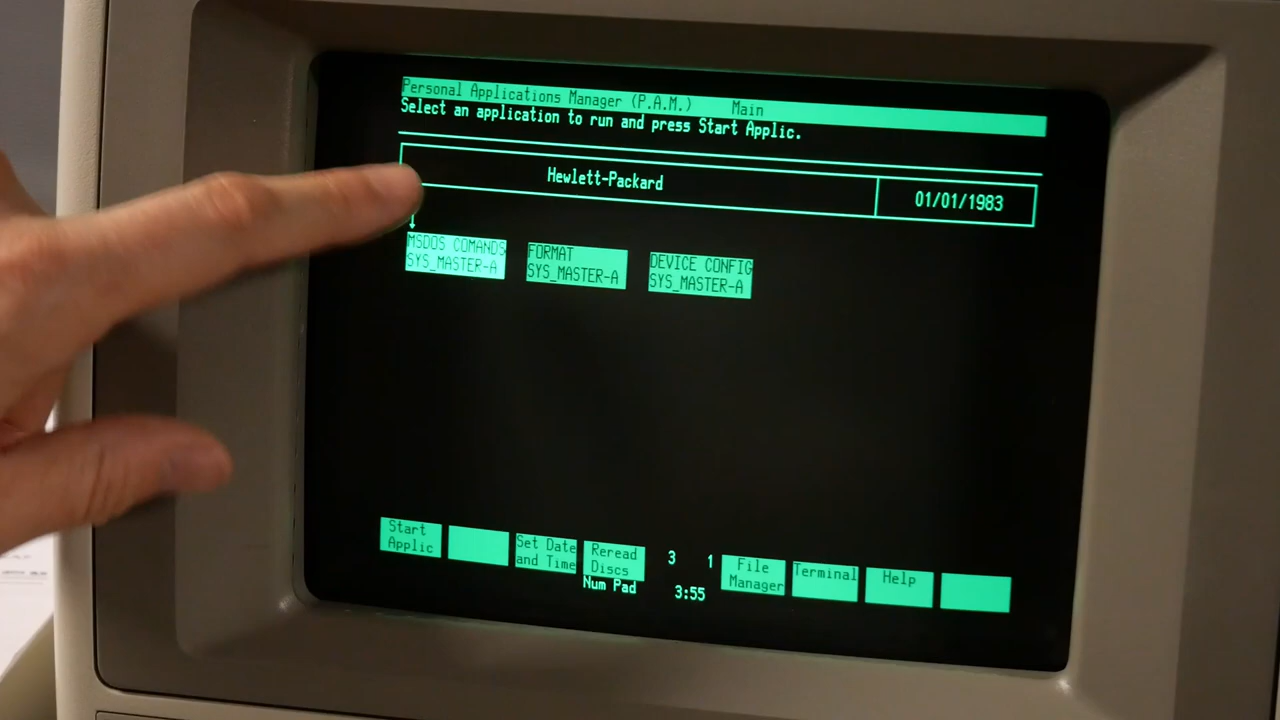 Personal Applications Manager (P.A.M.) Main
Select an application to run and press Start Applic.
Hewlett-Packard 01/01/1983
MSDOS COMANDS FORMAT DEVICE CONFIG
SYS_MASTER-A SYS_MASTER-A SYS_MASTER-A
Start Set Date Reread 3 1 File Terminal Help
Applic and Time Discs Manager
Num Pad 3:55